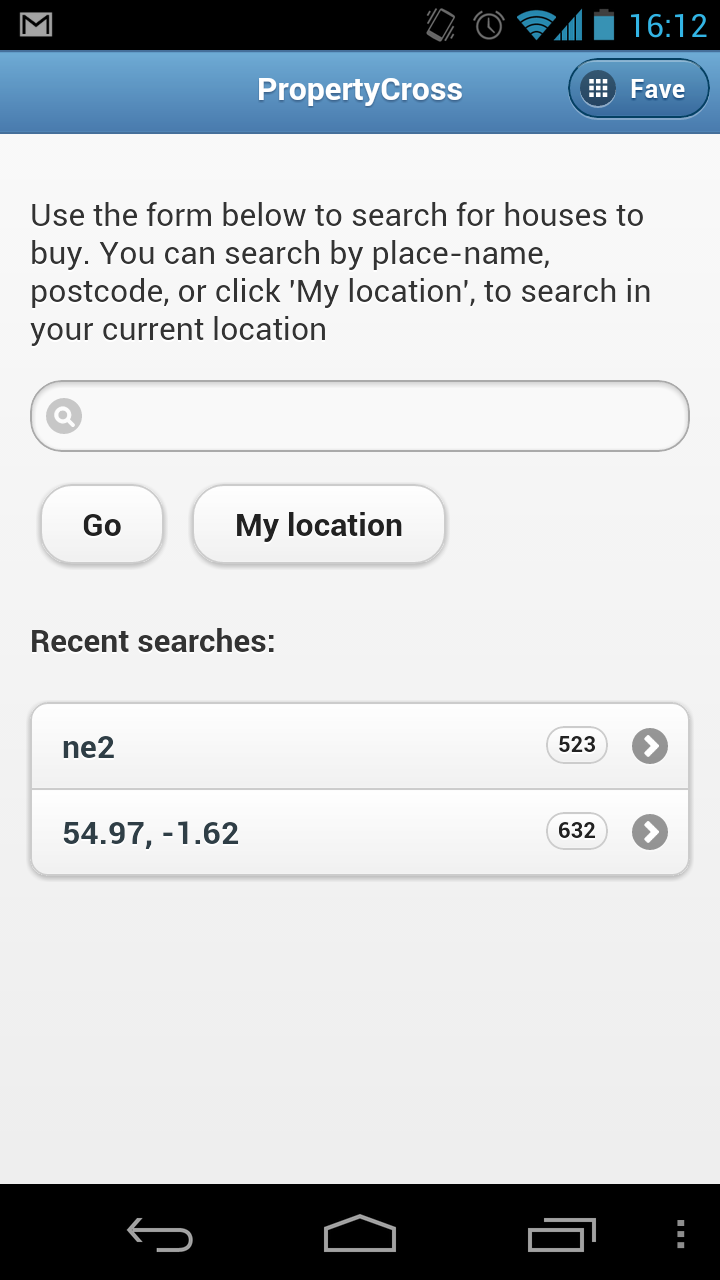 16:12
PropertyCross
Fave
Use the form below to search for houses to
buy. You can search by place-name,
postcode, or click 'My location', to search in
your current location
Go
My location
Recent searches:
ne2 523
54.97, -1.62 632